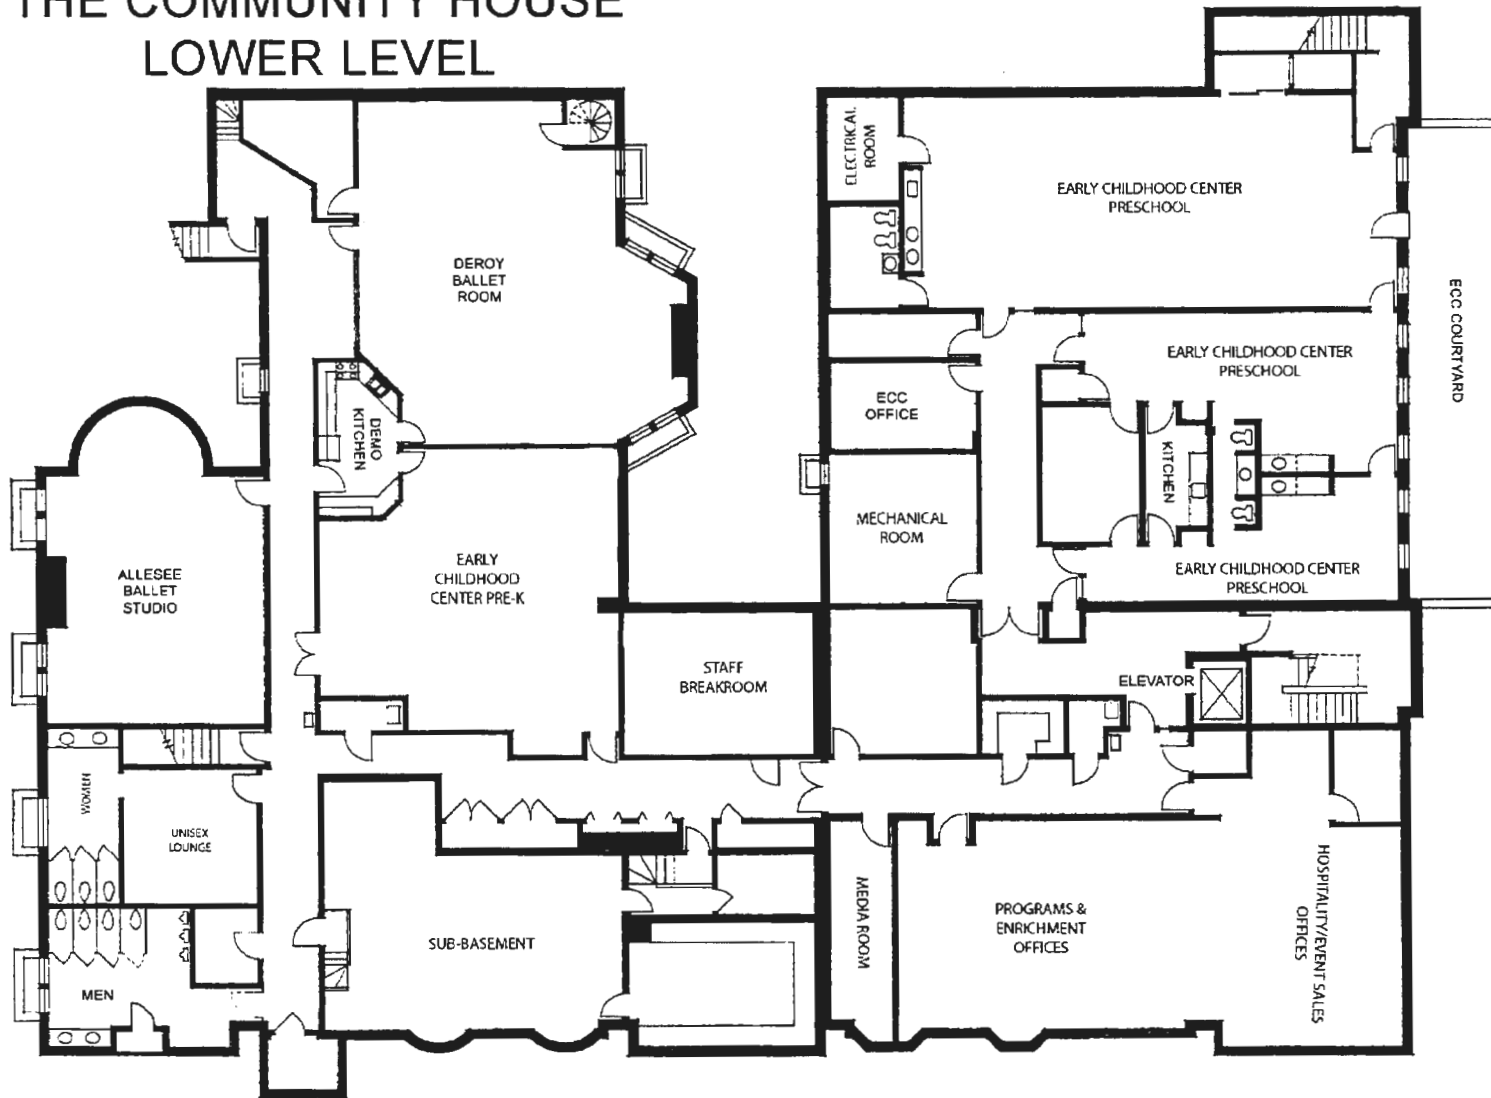 THE COMMUNITY HOUSE
LOWER LEVEL
ELECTRICAL
ROOM
EARLY CHILDHOOD CENTER
PRESCHOOL
DEROY
BALLET
ROOM
ECC COURTYARD
EARLY CHILDHOOD CENTER
PRESCHOOL
ECC
OFFICE
DEMO
KITCHEN
KITCHEN
MECHANICAL
ROOM
ALLESEE
BALLET
STUDIO
EARLY
CHILDHOOD
CENTER PRE-K
EARLY CHILDHOOD CENTER
PRESCHOOL
STAFF
BREAKROOM
ELEVATOR
WOMEN
UNISEX
LOUNGE
MEDIA ROOM
PROGRAMS &
ENRICHMENT
OFFICES
HOSPITALITY/EVENT SALES
OFFICES
SUB-BASEMENT
MEN